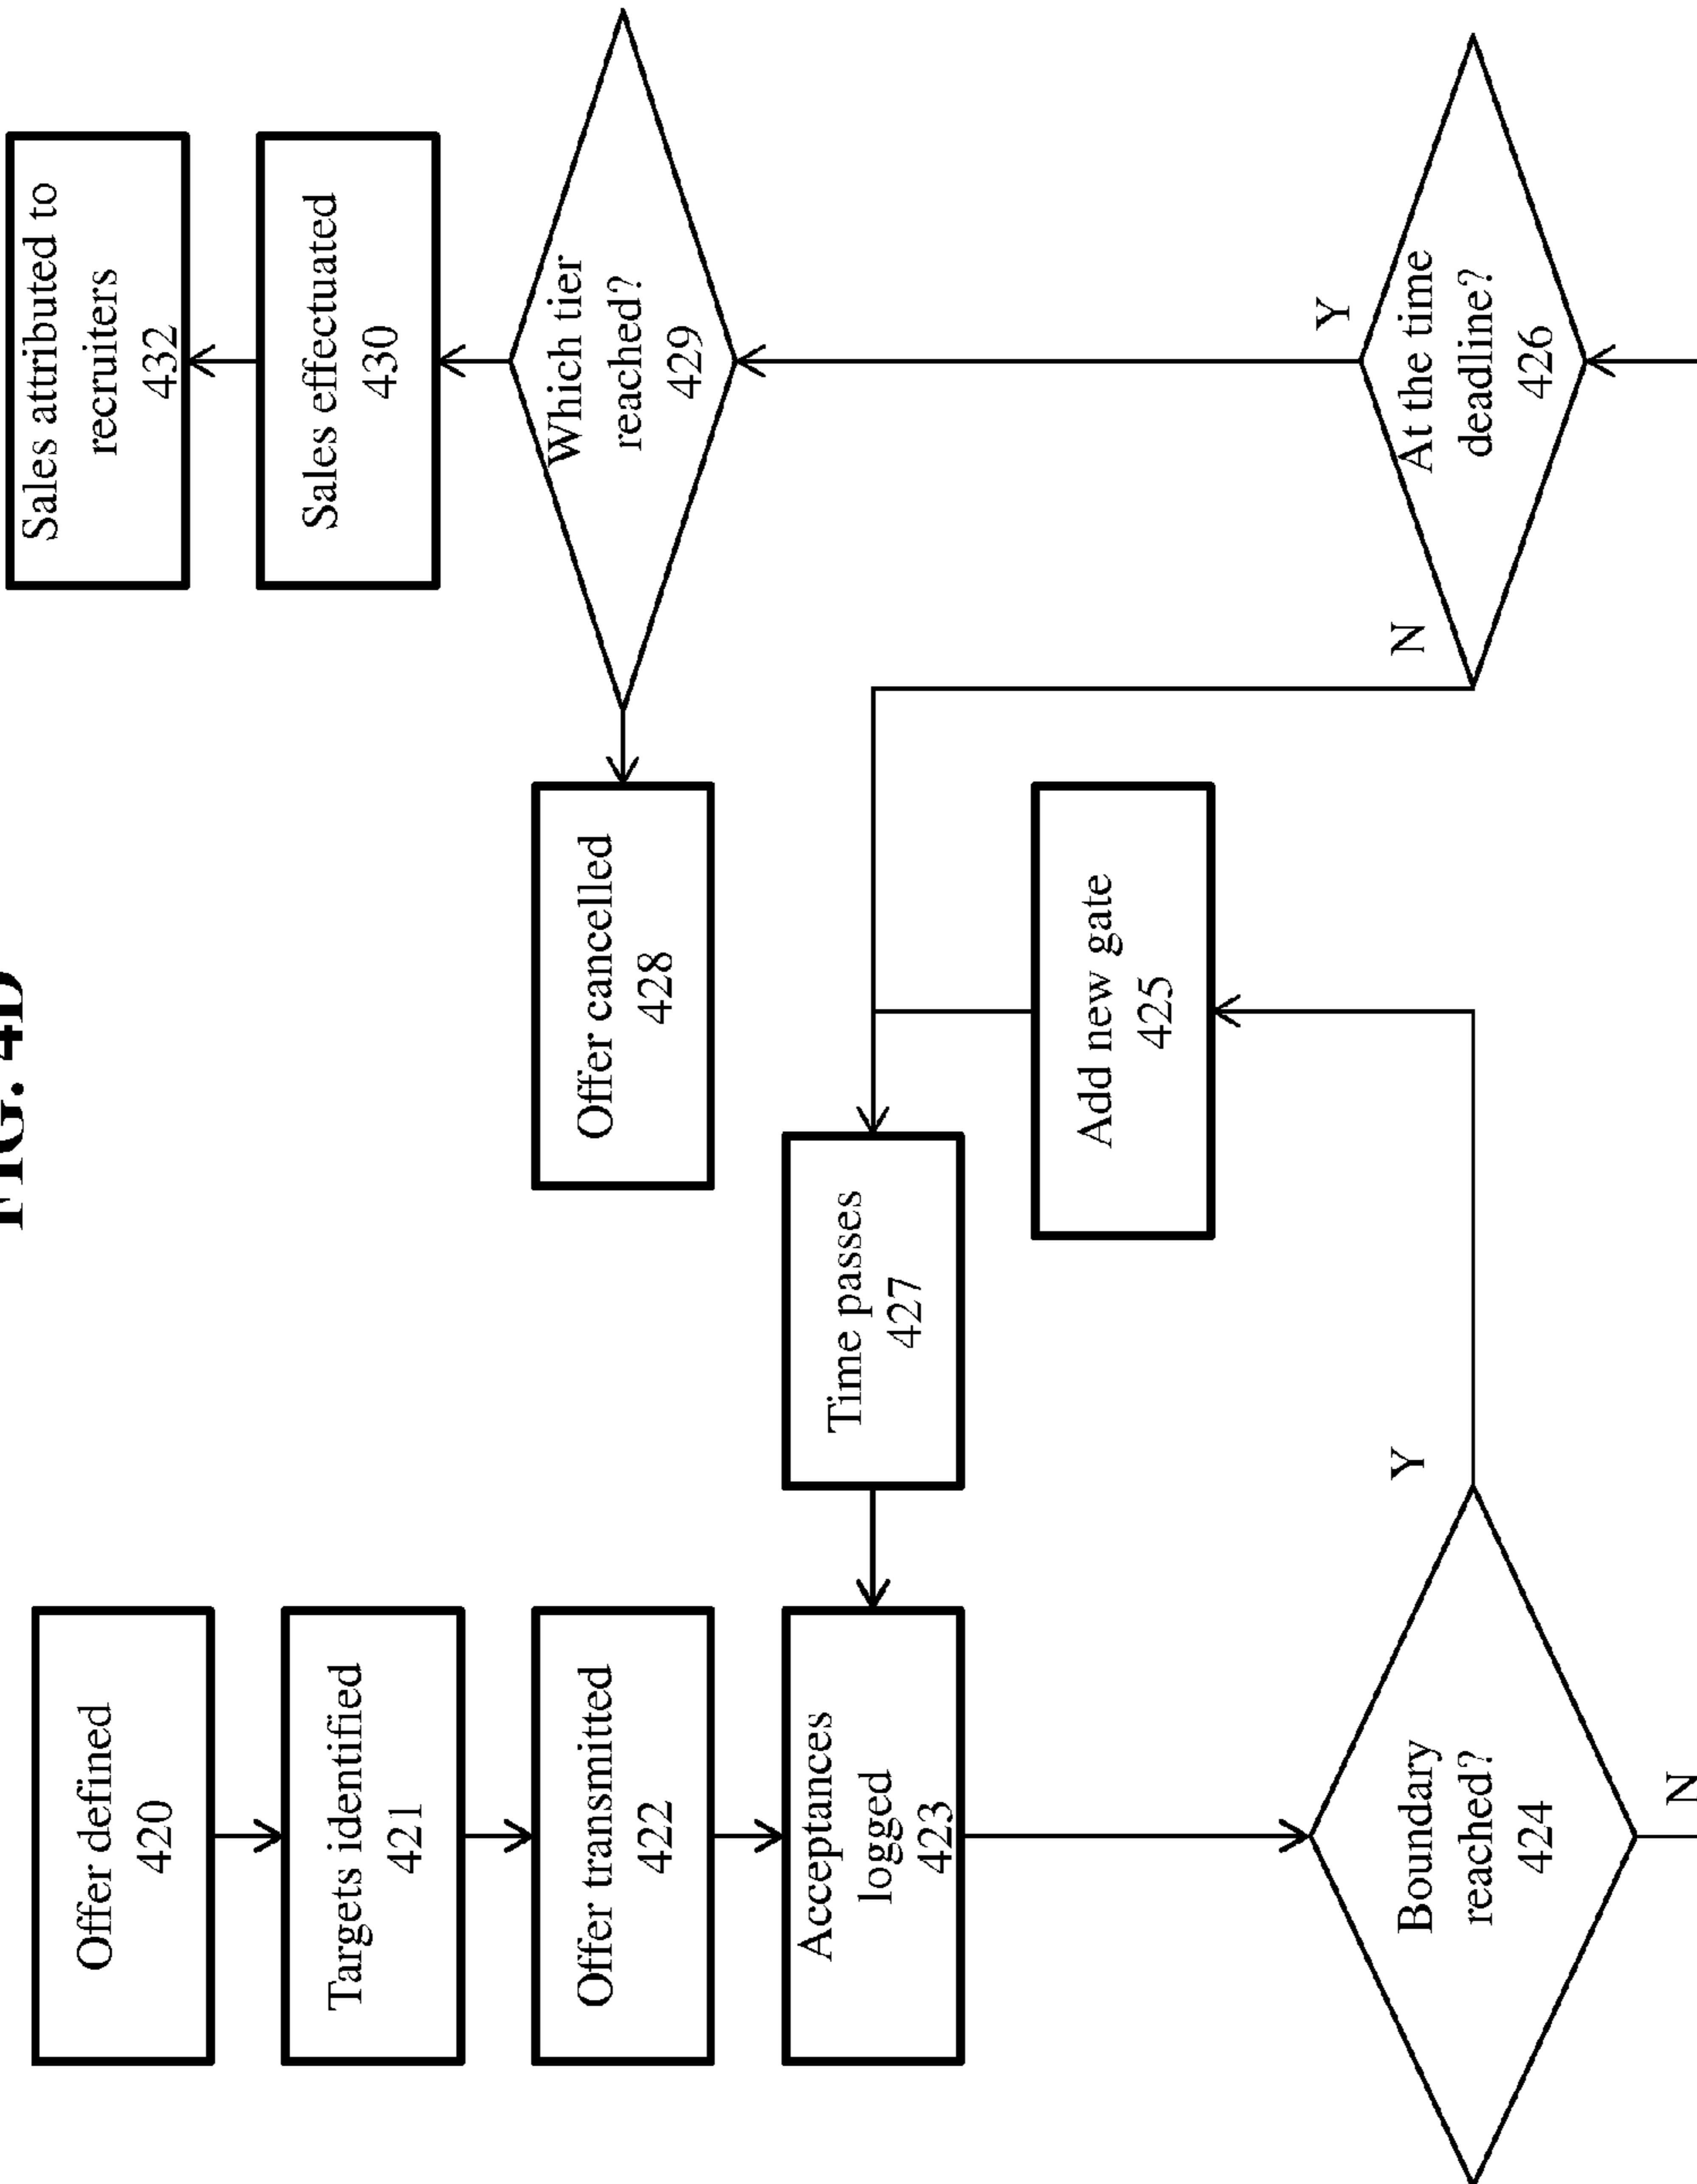 FIG.
Offer defined
420
Targets identified
421
Offer transmitted
422
Acceptances
logged
423
Boundary
reached?
424
Y
N
Time passes
427
Add new gate
425
Offer cancelled
428
Sales attributed to
recruiters
432
Sales effectuated
430
Which tier
reached?
429
Y
N
At the time
deadline?
426